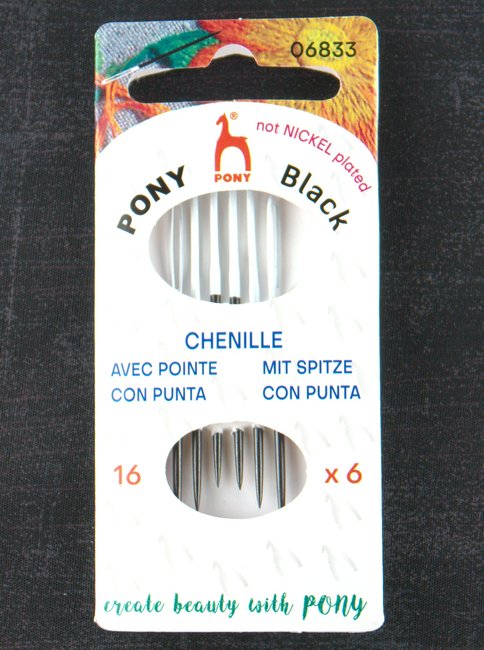 06833
®
PONY
not NICKEL plated
PONY Black
CHENILLE
AVEC POINTE MIT SPITZE
CON PUNTA CON PUNTA
16 x 6
create beauty with PONY